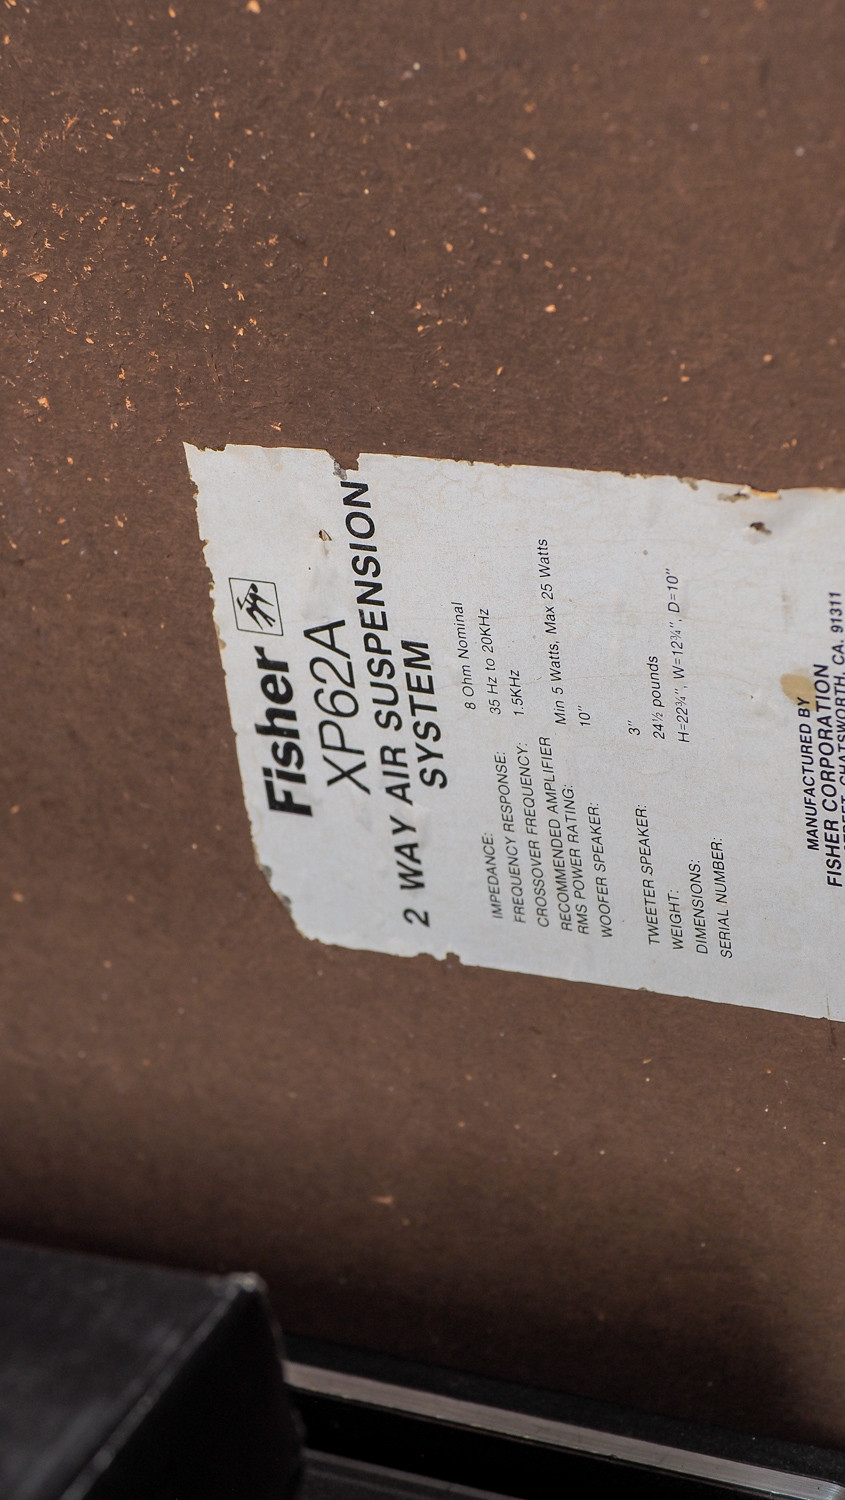 Fisher
XP62A
2 WAY AIR SUSPENSION
SYSTEM
IMPEDANCE: 8 Ohm Nominal
FREQUENCY RESPONSE: 35 Hz to 20KHz
CROSSOVER FREQUENCY: 1.5KHz
RECOMMENDED AMPLIFIER
RMS POWER RATING: Min 5 Watts, Max 25 Watts
WOOFER SPEAKER: 10"
TWEETER SPEAKER: 3"
WEIGHT: 24½ pounds
DIMENSIONS: H=22¾", W=12¾", D=10"
SERIAL NUMBER:
MANUFACTURED BY
FISHER CORPORATION
STREET, CHATSWORTH, CA. 91311